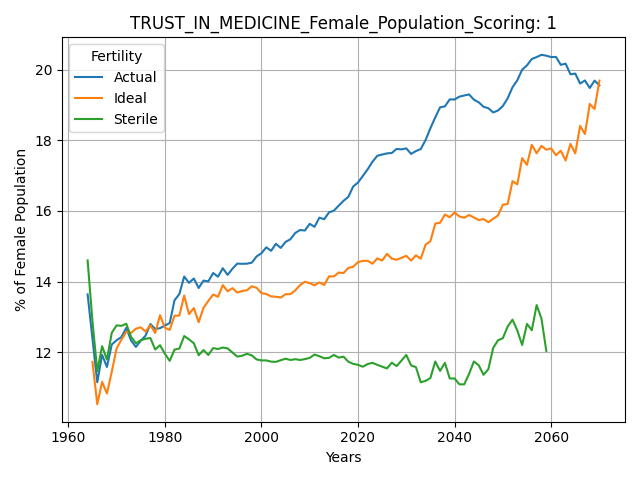 TRUST_IN_MEDICINE_Female_Population_Scoring: 1
Fertility
Actual
Ideal
Sterile
% of Female Population
20
18
16
14
12
1960
1980
2000
2020
2040
2060
Years